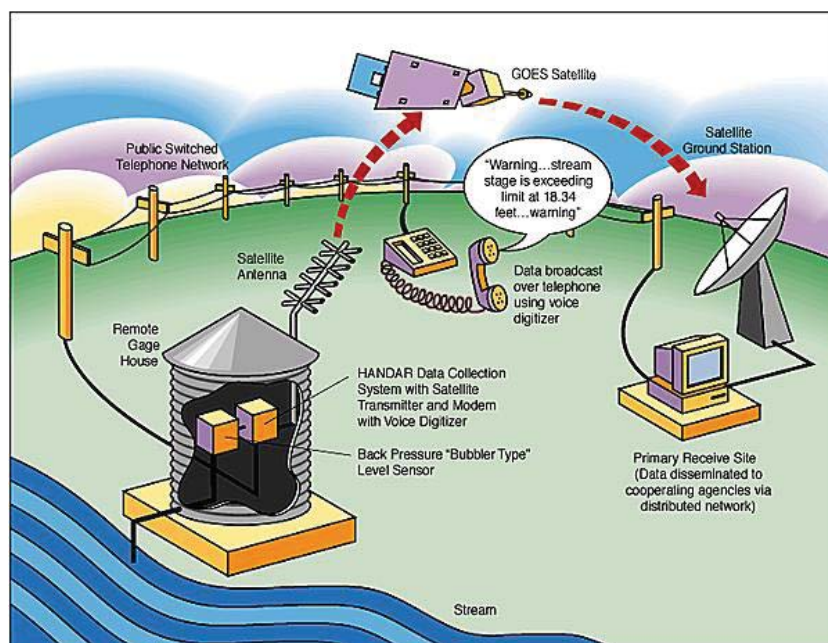 GOES Satellite
Public Switched
Telephone Network
Satellite
Ground Station
"Warning...stream
stage is exceeding
limit at 18.34
feet...warning"
Satellite
Antenna
Data broadcast
over telephone
using voice
digitizer
Remote
Gage
House
HANDAR Data Collection
System with Satellite
Transmitter and Modem
with Voice Digitizer
Back Pressure "Bubbler Type"
Level Sensor
Primary Receive Site
(Data disseminated to
cooperaling agencies via
distributed network)
Stream